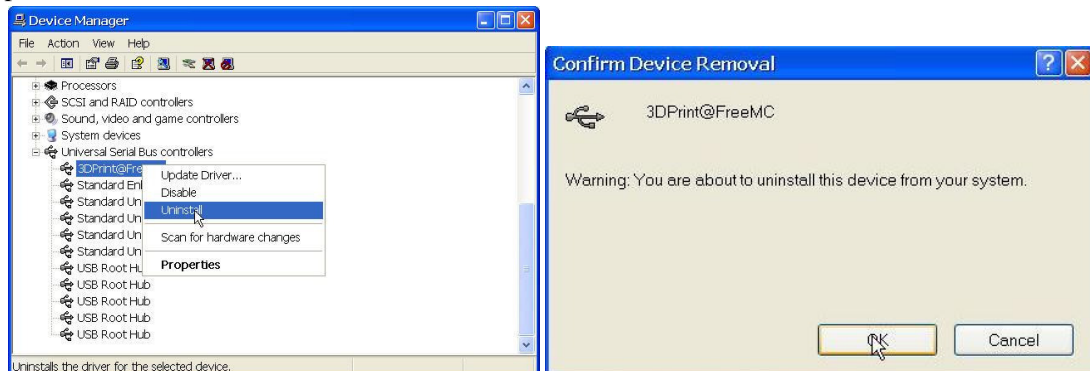 Device Manager
File Action View Help
Processors
SCSI and RAID controllers
Sound, video and game controllers
System devices
Universal Serial Bus controllers
3DPrint@Fre
Standard En
Standard Un
Standard Un
Standard Un
Standard Un
USB Root Hu
USB Root Hub
USB Root Hub
USB Root Hub
USB Root Hub
Update Driver...
Disable
Uninstall
Scan for hardware changes
Properties
Uninstalls the driver for the selected device.
Confirm Device Removal
3DPrint@FreeMC
Warning: You are about to uninstall this device from your system.
OK
Cancel